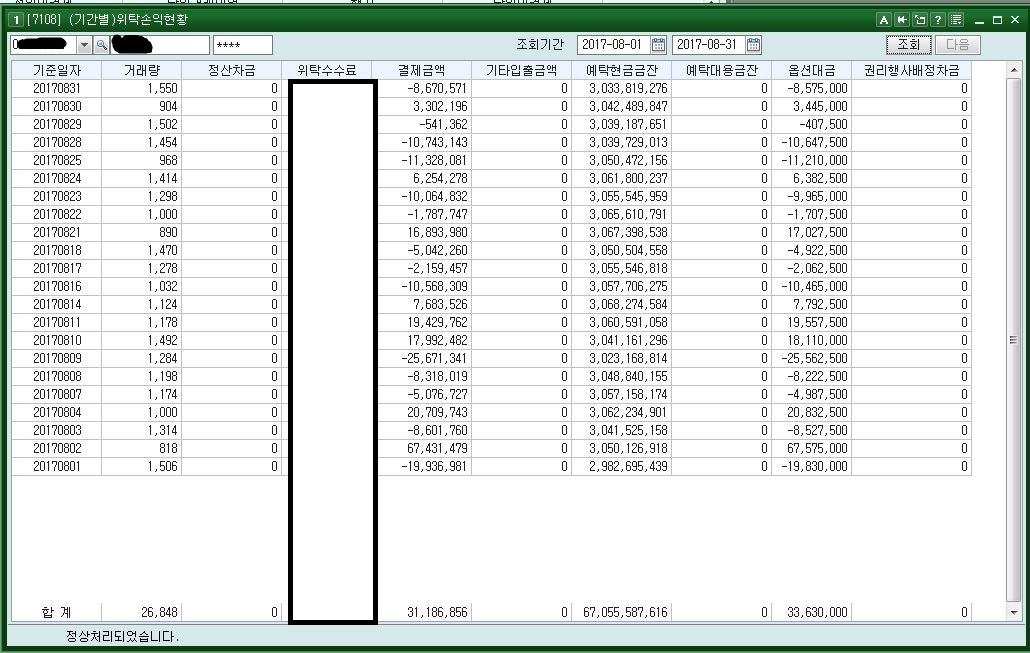 1 [7108] (기간별)위탁손익현황 A ?
**** 조회기간 2017-08-01 2017-08-31 조회 다음
기준일자 거래량 정산차금 위탁수수료 결제금액 기타입출금액 예탁현금잔 예탁대용금잔 옵션대금 권리행사배정차금
20170831 1,550 0 -8,670,571 0 3,033,819,276 0 -8,575,000 0
20170830 904 0 3,302,196 0 3,042,489,847 0 3,445,000 0
20170829 1,502 0 -541,362 0 3,039,187,651 0 -407,500 0
20170828 1,454 0 -10,743,143 0 3,039,729,013 0 -10,647,500 0
20170825 968 0 -11,328,081 0 3,050,472,156 0 -11,210,000 0
20170824 1,414 0 6,254,278 0 3,061,800,237 0 6,382,500 0
20170823 1,298 0 -10,064,832 0 3,055,545,959 0 -9,965,000 0
20170822 1,000 0 -1,787,747 0 3,065,610,791 0 -1,707,500 0
20170821 890 0 16,893,980 0 3,067,398,538 0 17,027,500 0
20170818 1,470 0 -5,042,260 0 3,050,504,558 0 -4,922,500 0
20170817 1,278 0 -2,159,457 0 3,055,546,818 0 -2,062,500 0
20170816 1,032 0 -10,568,309 0 3,057,706,275 0 -10,465,000 0
20170814 1,124 0 7,683,526 0 3,068,274,584 0 7,792,500 0
20170811 1,178 0 19,429,762 0 3,060,591,058 0 19,557,500 0
20170810 1,492 0 17,992,482 0 3,041,161,296 0 18,110,000 0
20170809 1,284 0 -25,671,341 0 3,023,168,814 0 -25,562,500 0
20170808 1,198 0 -8,318,019 0 3,048,840,155 0 -8,222,500 0
20170807 1,174 0 -5,076,727 0 3,057,158,174 0 -4,987,500 0
20170804 1,000 0 20,709,743 0 3,062,234,901 0 20,832,500 0
20170803 1,314 0 -8,601,760 0 3,041,525,158 0 -8,527,500 0
20170802 818 0 67,431,479 0 3,050,126,918 0 67,575,000 0
20170801 1,506 0 -19,936,981 0 2,982,695,439 0 -19,830,000 0
합 계 26,848 0 31,186,856 0 67,055,587,616 0 33,630,000 0
정상처리되었습니다.